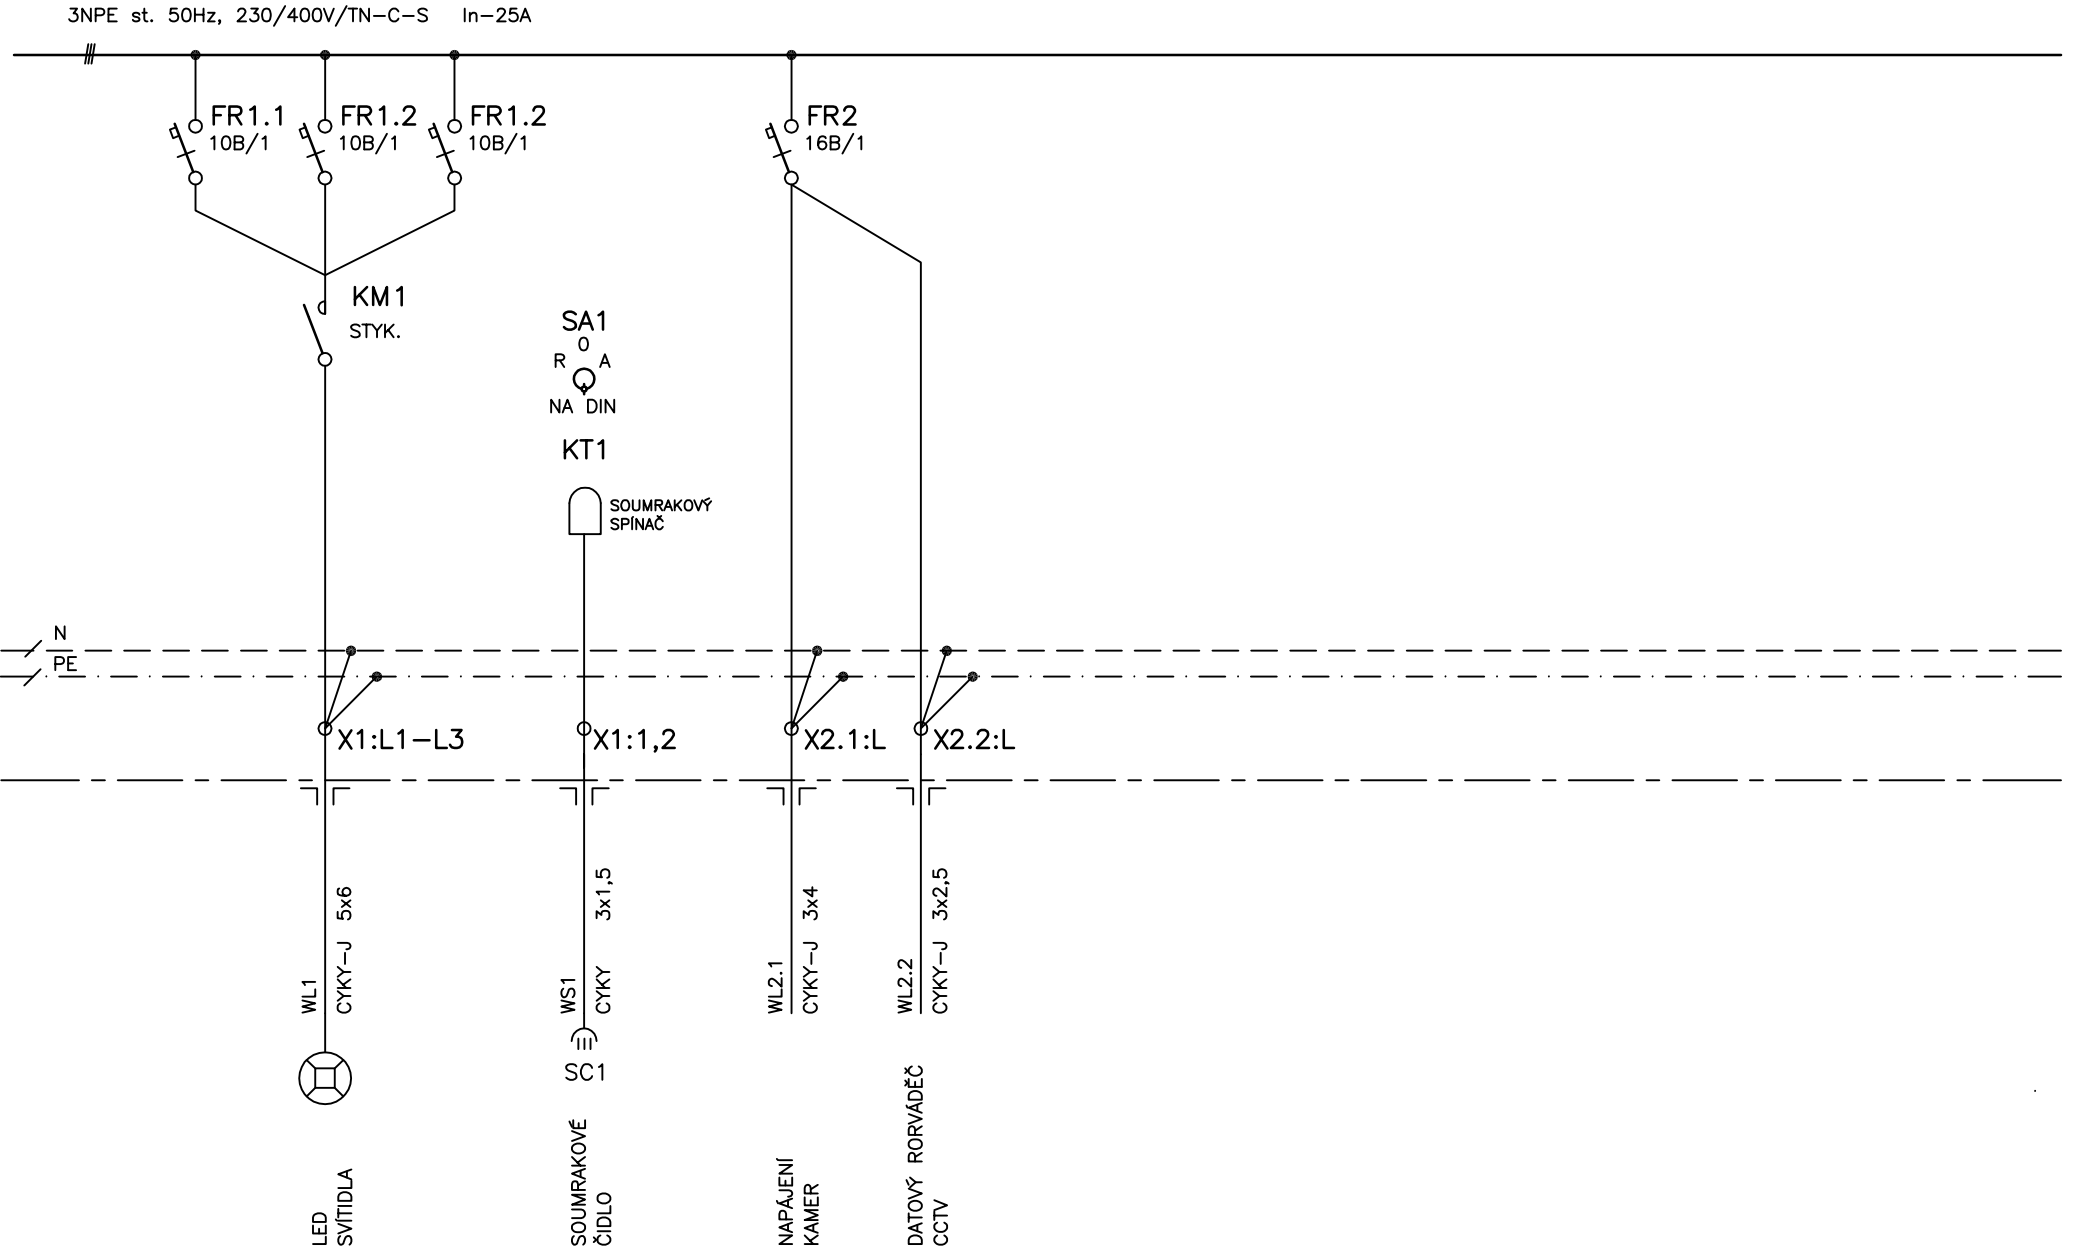 3NPE st. 50Hz, 230/400V/TN-C-S In-25A
FR1.1
10B/1
FR1.2
10B/1
FR1.2
10B/1
FR2
16B/1
KM1
STYK.
SA1
0
R A
NA DIN
KT1
SOUMRAKOVÝ
SPÍNAČ
N
PE
X1:L1-L3
X1:1,2
X2.1:L
X2.2:L
WL1
CYKY-J 5x6
WS1
CYKY 3x1,5
WL2.1
CYKY-J 3x4
WL2.2
CYKY-J 3x2,5
SC1
LED
SVÍTIDLA
SOUMRAKOVÉ
ČIDLO
NAPÁJENÍ
KAMER
DATOVÝ RORVÁDĚČ
CCTV